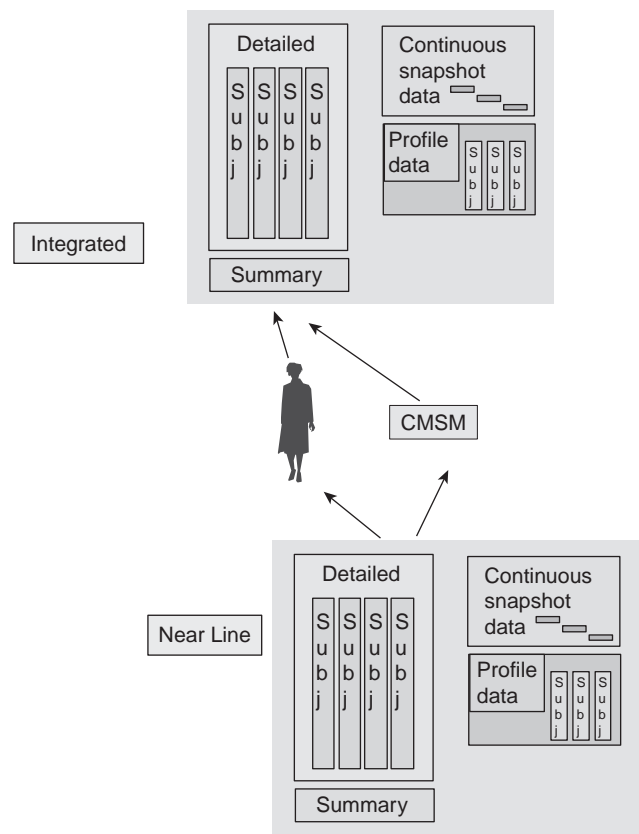 Detailed
S u b j
S u b j
S u b j
S u b j
Continuous
snapshot
data
Profile
data
S u b j
S u b j
S u b j
Integrated
Summary
CMSM
Detailed
S u b j
S u b j
S u b j
S u b j
Continuous
snapshot
data
Near Line
Profile
data
S u b j
S u b j
S u b j
Summary